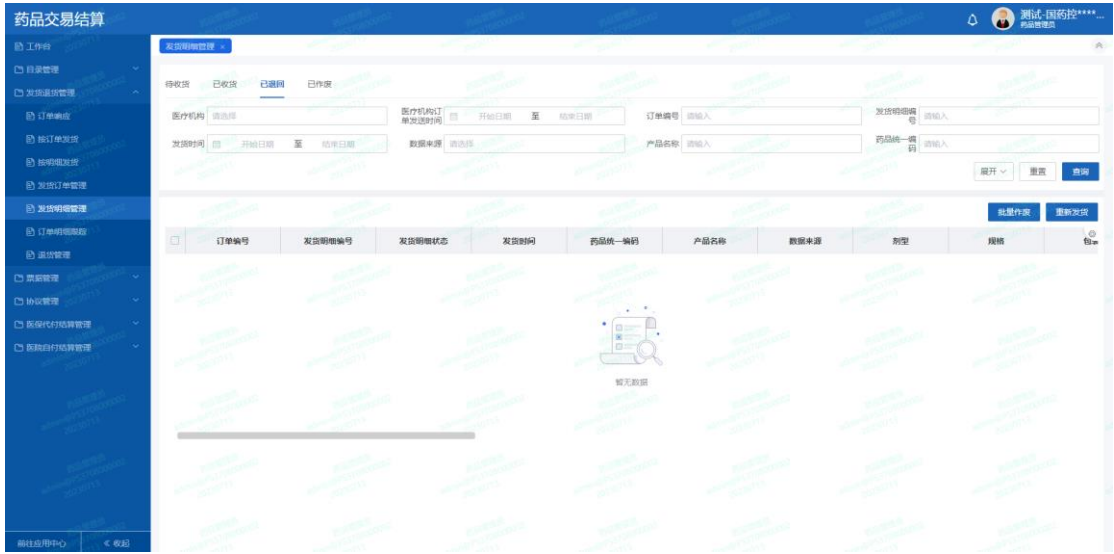 药品交易结算
测试-国药控****...
药品管理员
工作台
目录管理
发货退货管理
订单响应
按订单发货
按明细发货
发货订单管理
发货明细管理
订单明细跟踪
退货管理
票据管理
协议管理
医保代付结算管理
医院自付结算管理
前往应用中心
收起
发货明细管理 ×
待收货 已收货 已退回 已作废
医疗机构 请选择
医疗机构订单发送时间 开始日期 至 结束日期
订单编号 请输入
发货明细编号 请输入
发货时间 开始日期 至 结束日期
数据来源 请选择
产品名称 请输入
药品统一编码 请输入
展开 重置 查询
批量作废 重新发货
订单编号 发货明细编号 发货明细状态 发货时间 药品统一编码 产品名称 数据来源 剂型 规格
暂无数据